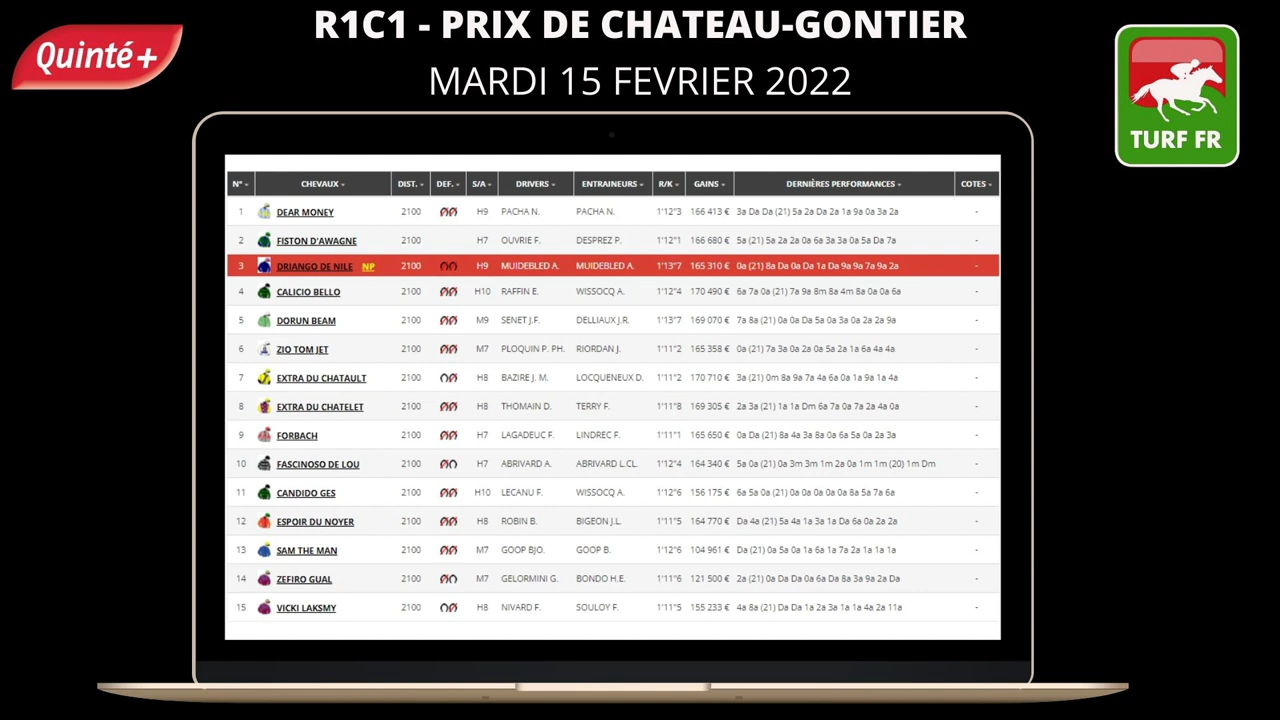 R1C1 - PRIX DE CHATEAU-GONTIER
Quinté+
MARDI 15 FEVRIER 2022
TURF FR
N° CHEVAUX DIST. DEF. S/A DRIVERS ENTRAINEURS R/K GAINS DERNIÈRES PERFORMANCES COTES
1 DEAR MONEY 2100 H9 PACHA N. PACHA N. 1'12"3 166 413 € 3a Da Da (21) 5a 2a Da 2a 1a 9a 0a 3a 2a -
2 FISTON D'AWAGNE 2100 H7 OUVRIE F. DESPREZ P. 1'12"1 166 680 € 5a (21) 5a 2a 2a 0a 6a 3a 3a 0a 5a Da 7a -
3 DRIANGO DE NILE NP 2100 H9 MUIDEBLED A. MUIDEBLED A. 1'13"7 165 310 € 0a (21) 8a Da 0a Da 1a Da 9a 9a 7a 9a 2a
4 CALICIO BELLO 2100 H10 RAFFIN E. WISSOCQ A. 1'12"4 170 490 € 6a 7a 0a (21) 7a 9a 8m 8a 4m 8a 0a 0a 6a -
5 DORUN BEAM 2100 M9 SENET J.F. DELLIAUX J.R. 1'13"7 169 070 € 7a 8a (21) 0a 0a Da 5a 0a 3a 0a 2a 2a 9a -
6 ZIO TOM JET 2100 M7 PLOQUIN P. PH. RIORDAN J. 1'11"2 165 358 € 0a (21) 7a 3a 0a 2a 0a 5a 2a 1a 6a 4a 4a -
7 EXTRA DU CHATAULT 2100 H8 BAZIRE J. M. LOCQUENEUX D. 1'11"2 170 710 € 3a (21) 0m 8a 9a 7a 4a 6a 0a 1a 9a 1a 4a -
8 EXTRA DU CHATELET 2100 H8 THOMAIN D. TERRY F. 1'11"8 169 305 € 2a 3a (21) 1a 1a Dm 6a 7a 0a 7a 2a 4a 0a -
9 FORBACH 2100 H7 LAGADEUC F. LINDREC F. 1'11"1 165 650 € 0a Da (21) 8a 4a 3a 8a 0a 6a 5a 0a 2a 3a -
10 FASCINOSO DE LOU 2100 H7 ABRIVARD A. ABRIVARD L.CL. 1'12"4 164 340 € 5a 0a (21) 0a 3m 3m 1m 2a 0a 1m 1m (20) 1m Dm -
11 CANDIDO GES 2100 H10 LECANU F. WISSOCQ A. 1'12"6 156 175 € 6a 5a 0a (21) 0a 0a 0a 0a 0a 8a 5a 7a 6a -
12 ESPOIR DU NOYER 2100 H8 ROBIN B. BIGEON J.L. 1'11"5 164 770 € Da 4a (21) 5a 4a 1a 3a 1a Da 6a 0a 2a 2a -
13 SAM THE MAN 2100 M7 GOOP BJO. GOOP B. 1'12"6 104 961 € Da (21) 0a 5a 0a 1a 6a 1a 7a 2a 1a 1a 1a -
14 ZEFIRO GUAL 2100 M7 GELORMINI G. BONDO H.E. 1'11"6 121 500 € 2a (21) 0a Da Da 0a 6a Da 8a 3a 9a 2a Da -
15 VICKI LAKSMY 2100 H8 NIVARD F. SOULOY F. 1'11"5 155 233 € 4a 8a (21) Da Da 1a 2a 3a 1a 1a 4a 2a 11a -